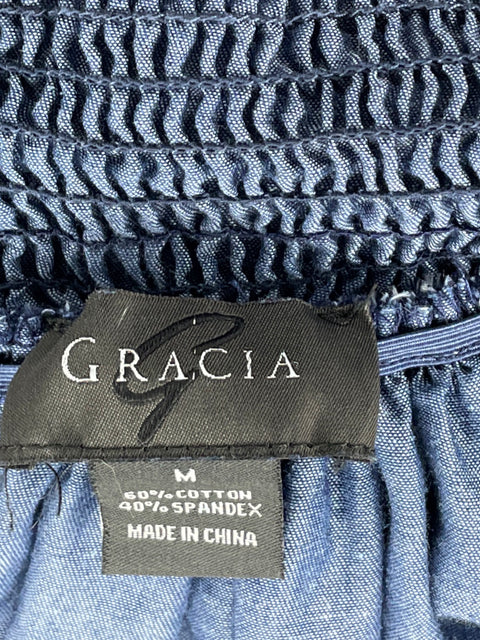 GRACIA
M
60% COTTON
40% SPANDEX
MADE IN CHINA